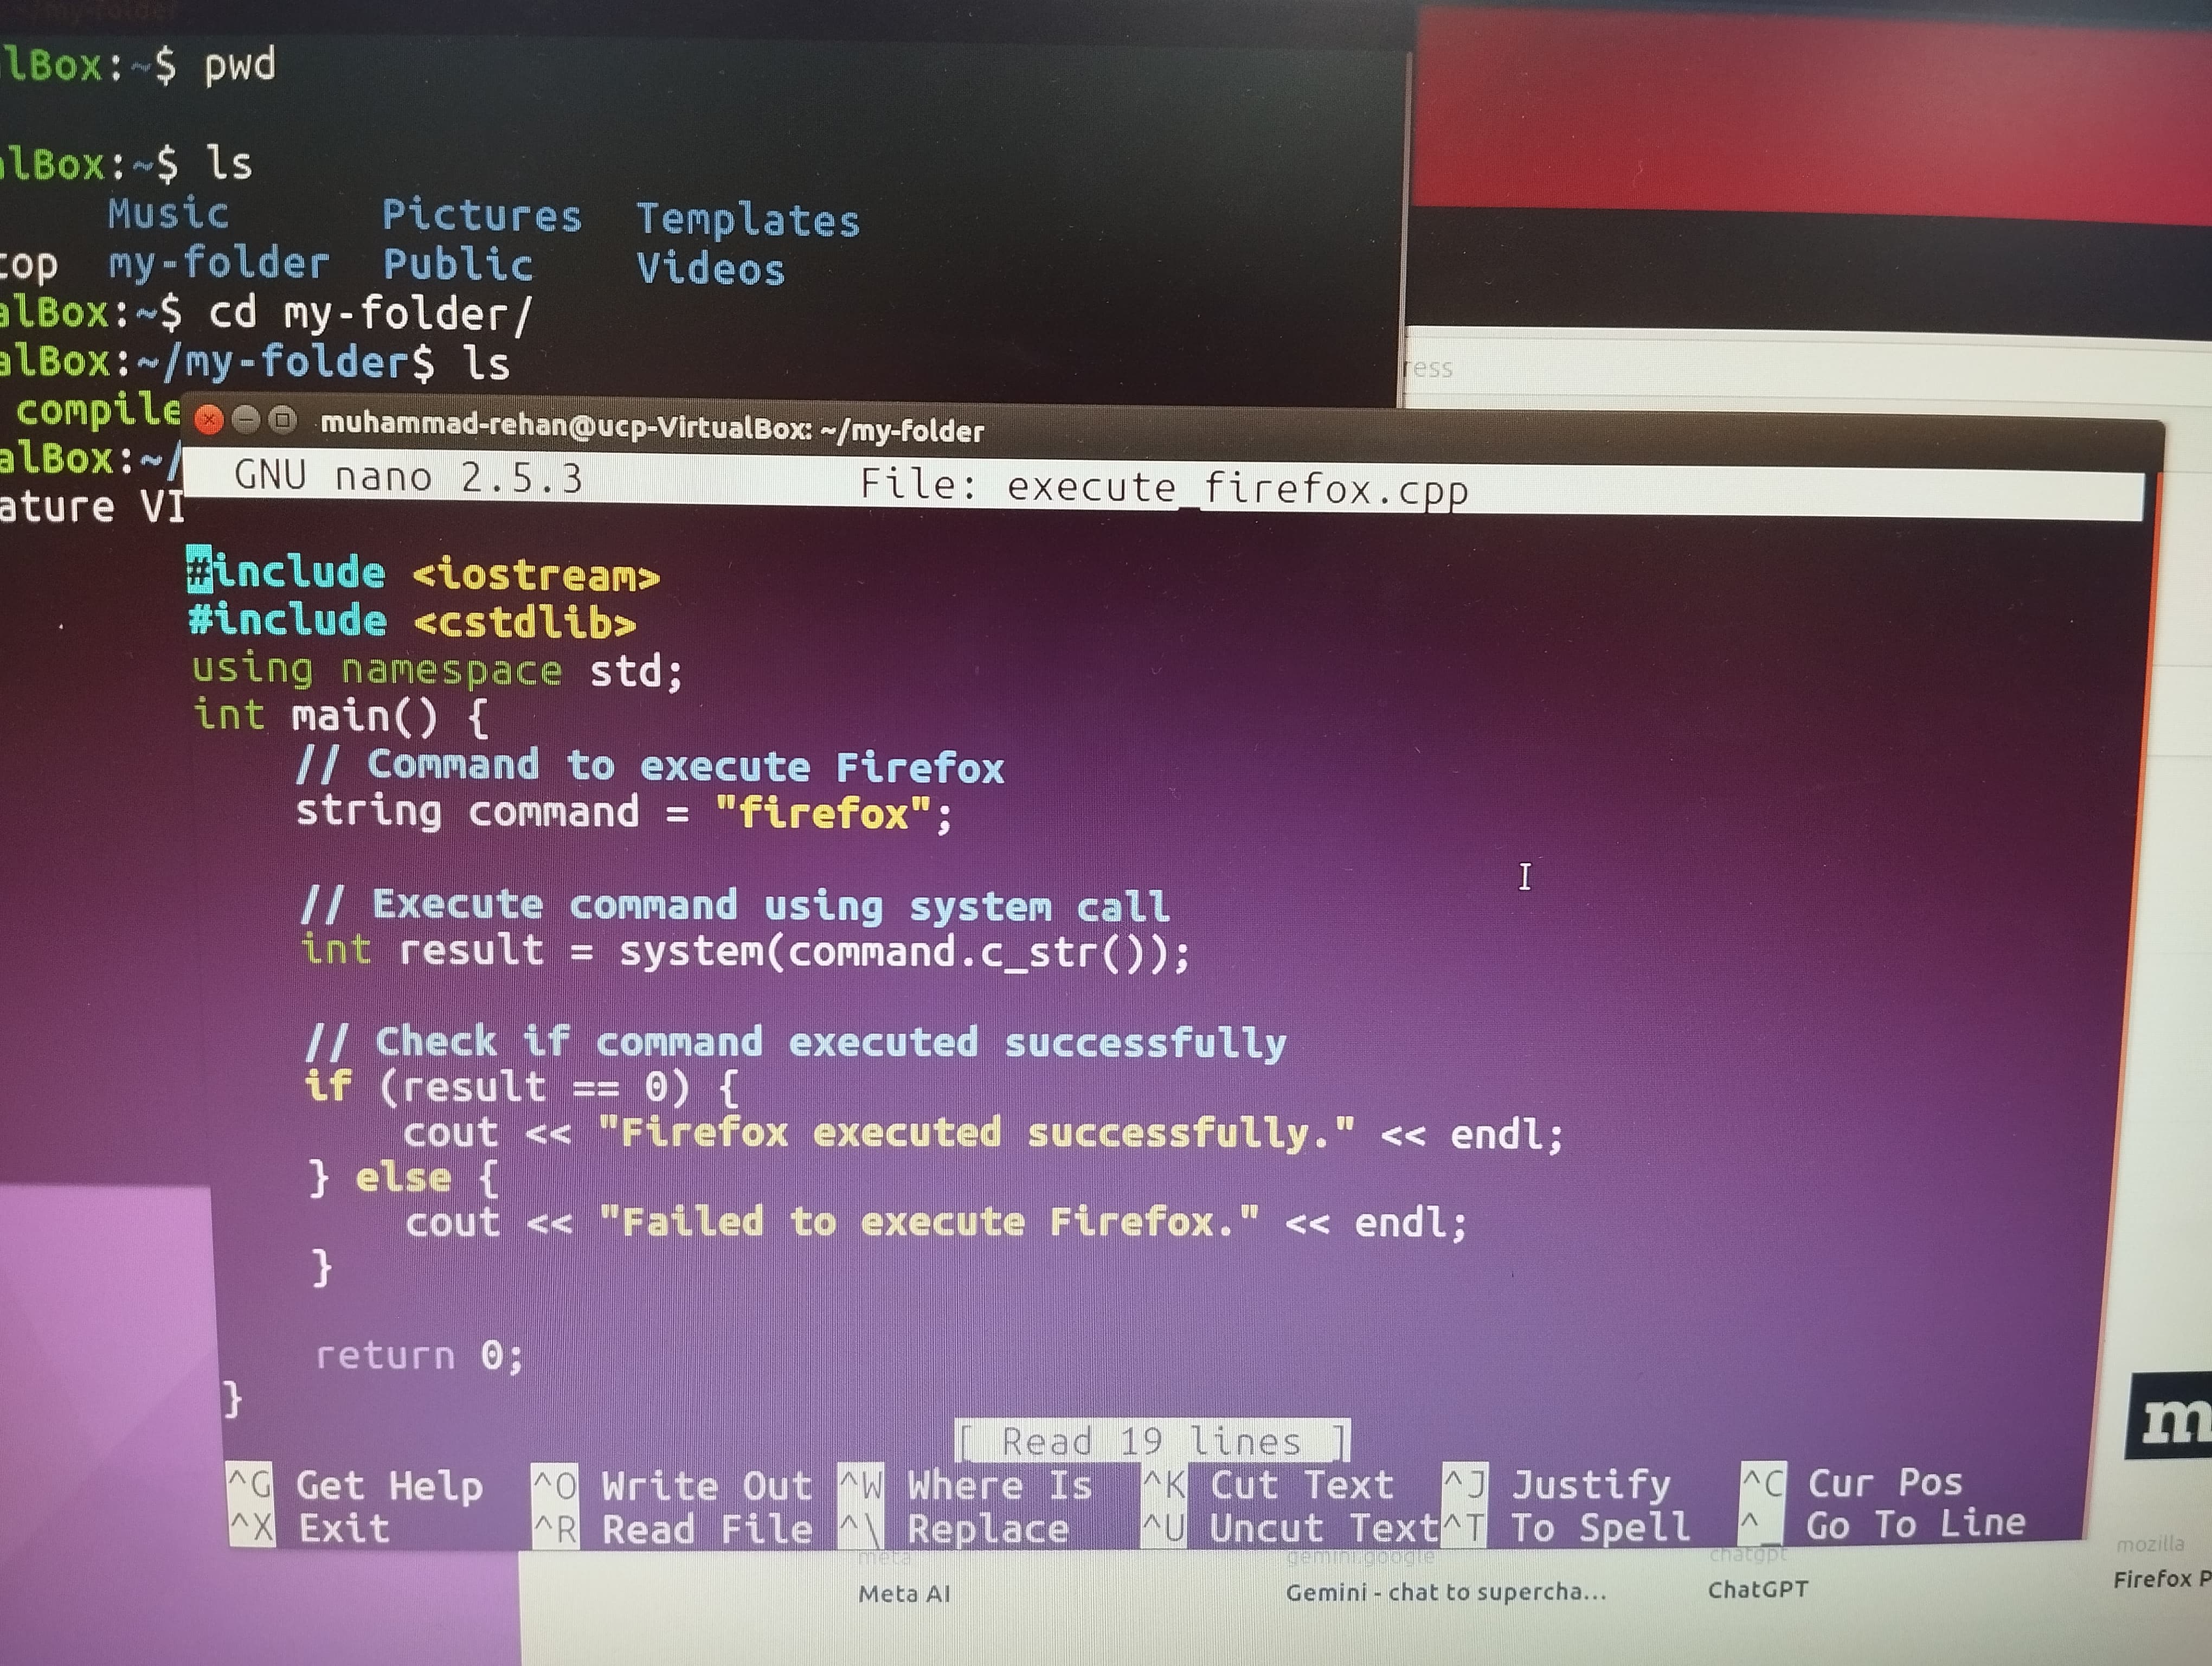 lBox:~$ pwd
alBox:~$ ls
Music Pictures Templates
top my-folder Public Videos
alBox:~$ cd my-folder/
alBox:~/my-folder$ ls
compile
alBox:~/
ature VI
muhammad-rehan@ucp-VirtualBox: ~/my-folder
GNU nano 2.5.3 File: execute_firefox.cpp
#include <iostream>
#include <cstdlib>
using namespace std;
int main() {
// Command to execute Firefox
string command = "firefox";
// Execute command using system call
int result = system(command.c_str());
// Check if command executed successfully
if (result == 0) {
cout << "Firefox executed successfully." << endl;
} else {
cout << "Failed to execute Firefox." << endl;
}
return 0;
}
[ Read 19 lines ]
^G Get Help ^O Write Out ^W Where Is ^K Cut Text ^J Justify ^C Cur Pos
^X Exit ^R Read File ^\ Replace ^U Uncut Text ^T To Spell ^_ Go To Line
ress
m
meta gemini.google chatgpt mozilla
Meta AI Gemini - chat to supercha... ChatGPT Firefox P